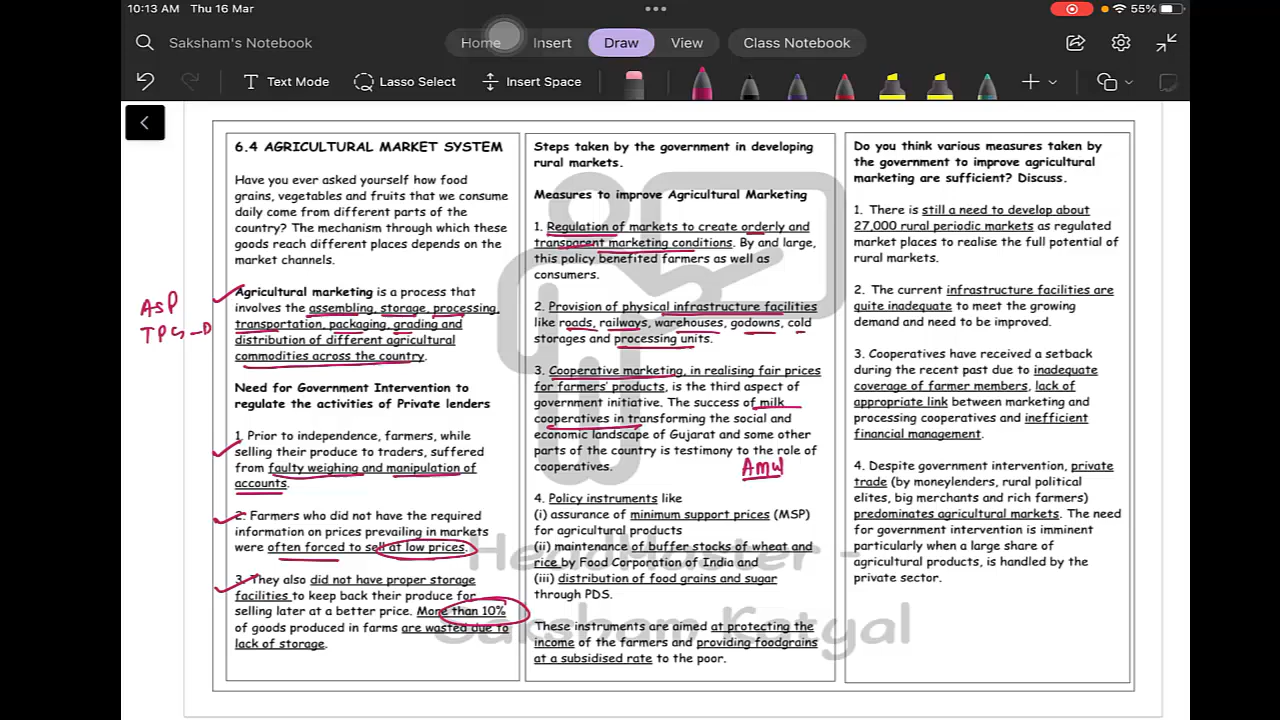 10:13 AM Thu 16 Mar
55%
Saksham's Notebook
Home
Insert
Draw
View
Class Notebook
Text Mode
Lasso Select
Insert Space
6.4 AGRICULTURAL MARKET SYSTEM
Have you ever asked yourself how food
grains, vegetables and fruits that we consume
daily come from different parts of the
country? The mechanism through which these
goods reach different places depends on the
market channels.
ASP
TPG-D
Agricultural marketing is a process that
involves the assembling, storage, processing,
transportation, packaging, grading and
distribution of different agricultural
commodities across the country.
Need for Government Intervention to
regulate the activities of Private lenders
1. Prior to independence, farmers, while
selling their produce to traders, suffered
from faulty weighing and manipulation of
accounts.
2. Farmers who did not have the required
information on prices prevailing in markets
were often forced to sell at low prices.
3. They also did not have proper storage
facilities to keep back their produce for
selling later at a better price. More than 10%
of goods produced in farms are wasted due to
lack of storage.
Steps taken by the government in developing
rural markets.
Measures to improve Agricultural Marketing
1. Regulation of markets to create orderly and
transparent marketing conditions. By and large,
this policy benefited farmers as well as
consumers.
2. Provision of physical infrastructure facilities
like roads, railways, warehouses, godowns, cold
storages and processing units.
3. Cooperative marketing, in realising fair prices
for farmers' products, is the third aspect of
government initiative. The success of milk
cooperatives in transforming the social and
economic landscape of Gujarat and some other
parts of the country is testimony to the role of
cooperatives.
4. Policy instruments like
(i) assurance of minimum support prices (MSP)
for agricultural products
(ii) maintenance of buffer stocks of wheat and
rice by Food Corporation of India and
(iii) distribution of food grains and sugar
through PDS.
These instruments are aimed at protecting the
income of the farmers and providing foodgrains
at a subsidised rate to the poor.
Do you think various measures taken by
the government to improve agricultural
marketing are sufficient? Discuss.
1. There is still a need to develop about
27,000 rural periodic markets as regulated
market places to realise the full potential of
rural markets.
2. The current infrastructure facilities are
quite inadequate to meet the growing
demand and need to be improved.
3. Cooperatives have received a setback
during the recent past due to inadequate
coverage of farmer members, lack of
appropriate link between marketing and
processing cooperatives and inefficient
financial management.
4. Despite government intervention, private
trade (by moneylenders, rural political
elites, big merchants and rich farmers)
predominates agricultural markets. The need
for government intervention is imminent
particularly when a large share of
agricultural products, is handled by the
private sector.
HeadMaster -
Saksham Katyal